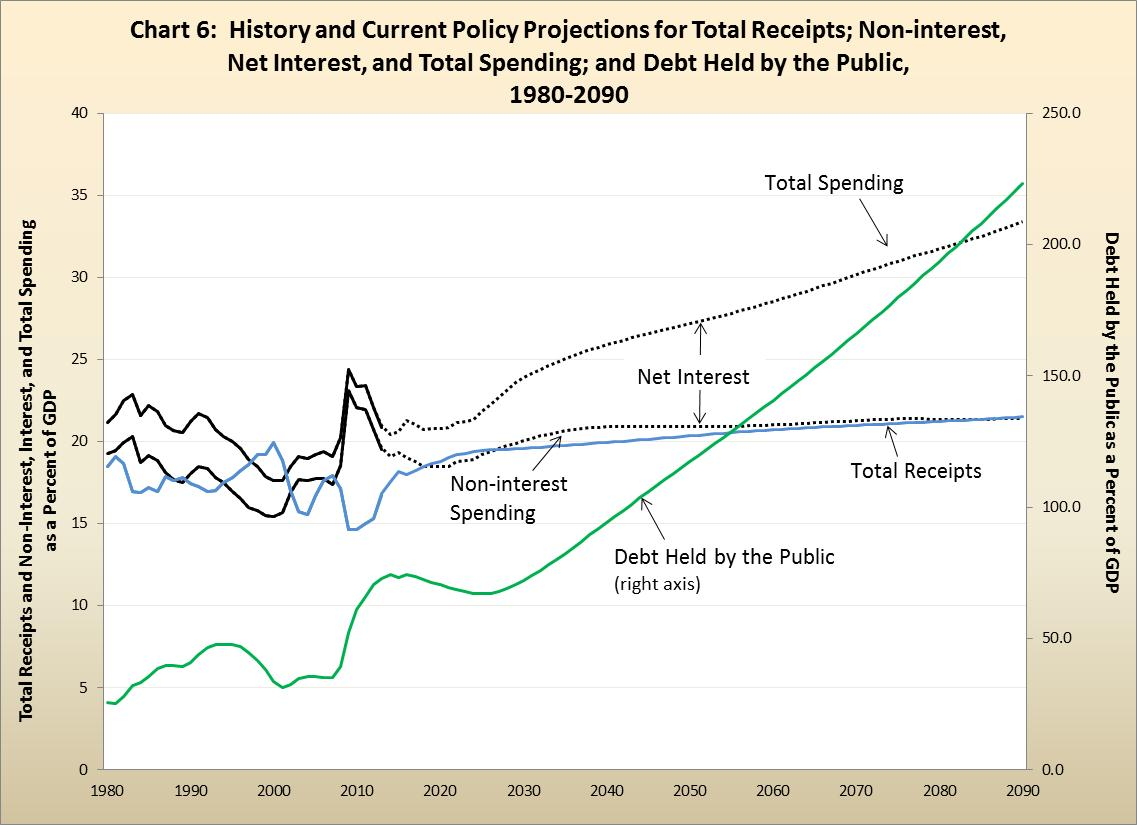 Chart 6:  History and Current Policy Projections for Total Receipts; Non-interest,
Net Interest, and Total Spending; and Debt Held by the Public,
1980-2090
Total Receipts and Non-Interest, Interest, and Total Spending
as a Percent of GDP
40
35
30
25
20
15
10
5
0
250.0
200.0
150.0
100.0
50.0
0.0
Debt Held by the Public as a Percent of GDP
Total Spending
Net Interest
Non-interest
Spending
Total Receipts
Debt Held by the Public
(right axis)
1980 1990 2000 2010 2020 2030 2040 2050 2060 2070 2080 2090